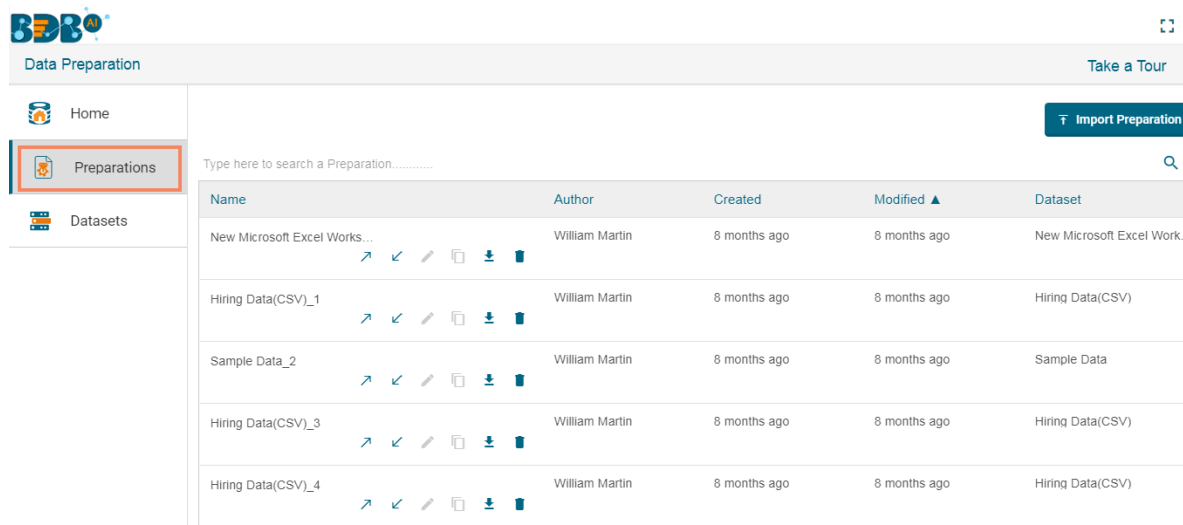 BDB AI
Data Preparation Take a Tour
Home
Import Preparation
Preparations
Type here to search a Preparation............
Datasets
Name Author Created Modified ▲ Dataset
New Microsoft Excel Works... William Martin 8 months ago 8 months ago New Microsoft Excel Work.
Hiring Data(CSV)_1 William Martin 8 months ago 8 months ago Hiring Data(CSV)
Sample Data_2 William Martin 8 months ago 8 months ago Sample Data
Hiring Data(CSV)_3 William Martin 8 months ago 8 months ago Hiring Data(CSV)
Hiring Data(CSV)_4 William Martin 8 months ago 8 months ago Hiring Data(CSV)